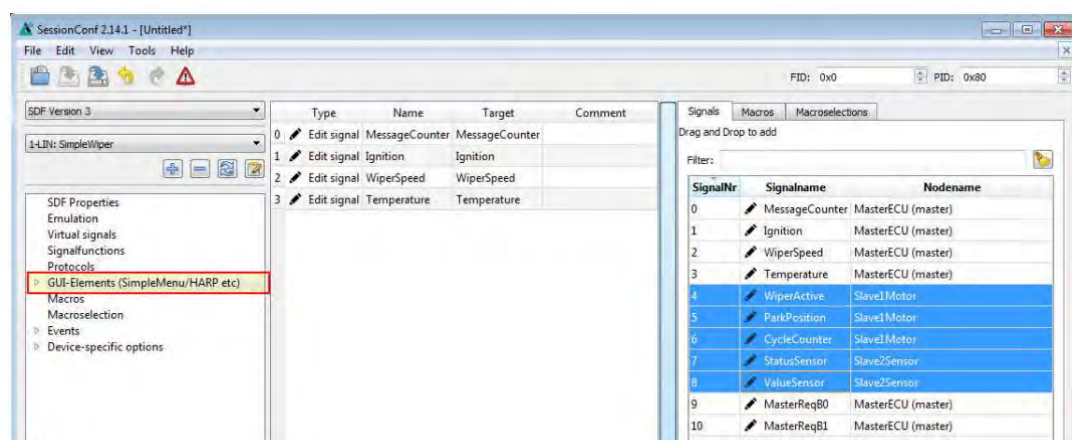 SessionConf 2.14.1 - [Untitled*]
File Edit View Tools Help
FID: 0x0 PID: 0x80
SDF Version 3
1-LIN: SimpleWiper
SDF Properties
Emulation
Virtual signals
Signalfunctions
Protocols
GUI-Elements (SimpleMenu/HARP etc)
Macros
Macroselection
Events
Device-specific options
Type Name Target Comment
0 Edit signal MessageCounter MessageCounter
1 Edit signal Ignition Ignition
2 Edit signal WiperSpeed WiperSpeed
3 Edit signal Temperature Temperature
Signals Macros Macroselections
Drag and Drop to add
Filter:
SignalNr Signalname Nodename
0 MessageCounter MasterECU (master)
1 Ignition MasterECU (master)
2 WiperSpeed MasterECU (master)
3 Temperature MasterECU (master)
4 WiperActive Slave1Motor
5 ParkPosition Slave1Motor
6 CycleCounter Slave1Motor
7 StatusSensor Slave2Sensor
8 ValueSensor Slave2Sensor
9 MasterReqB0 MasterECU (master)
10 MasterReqB1 MasterECU (master)